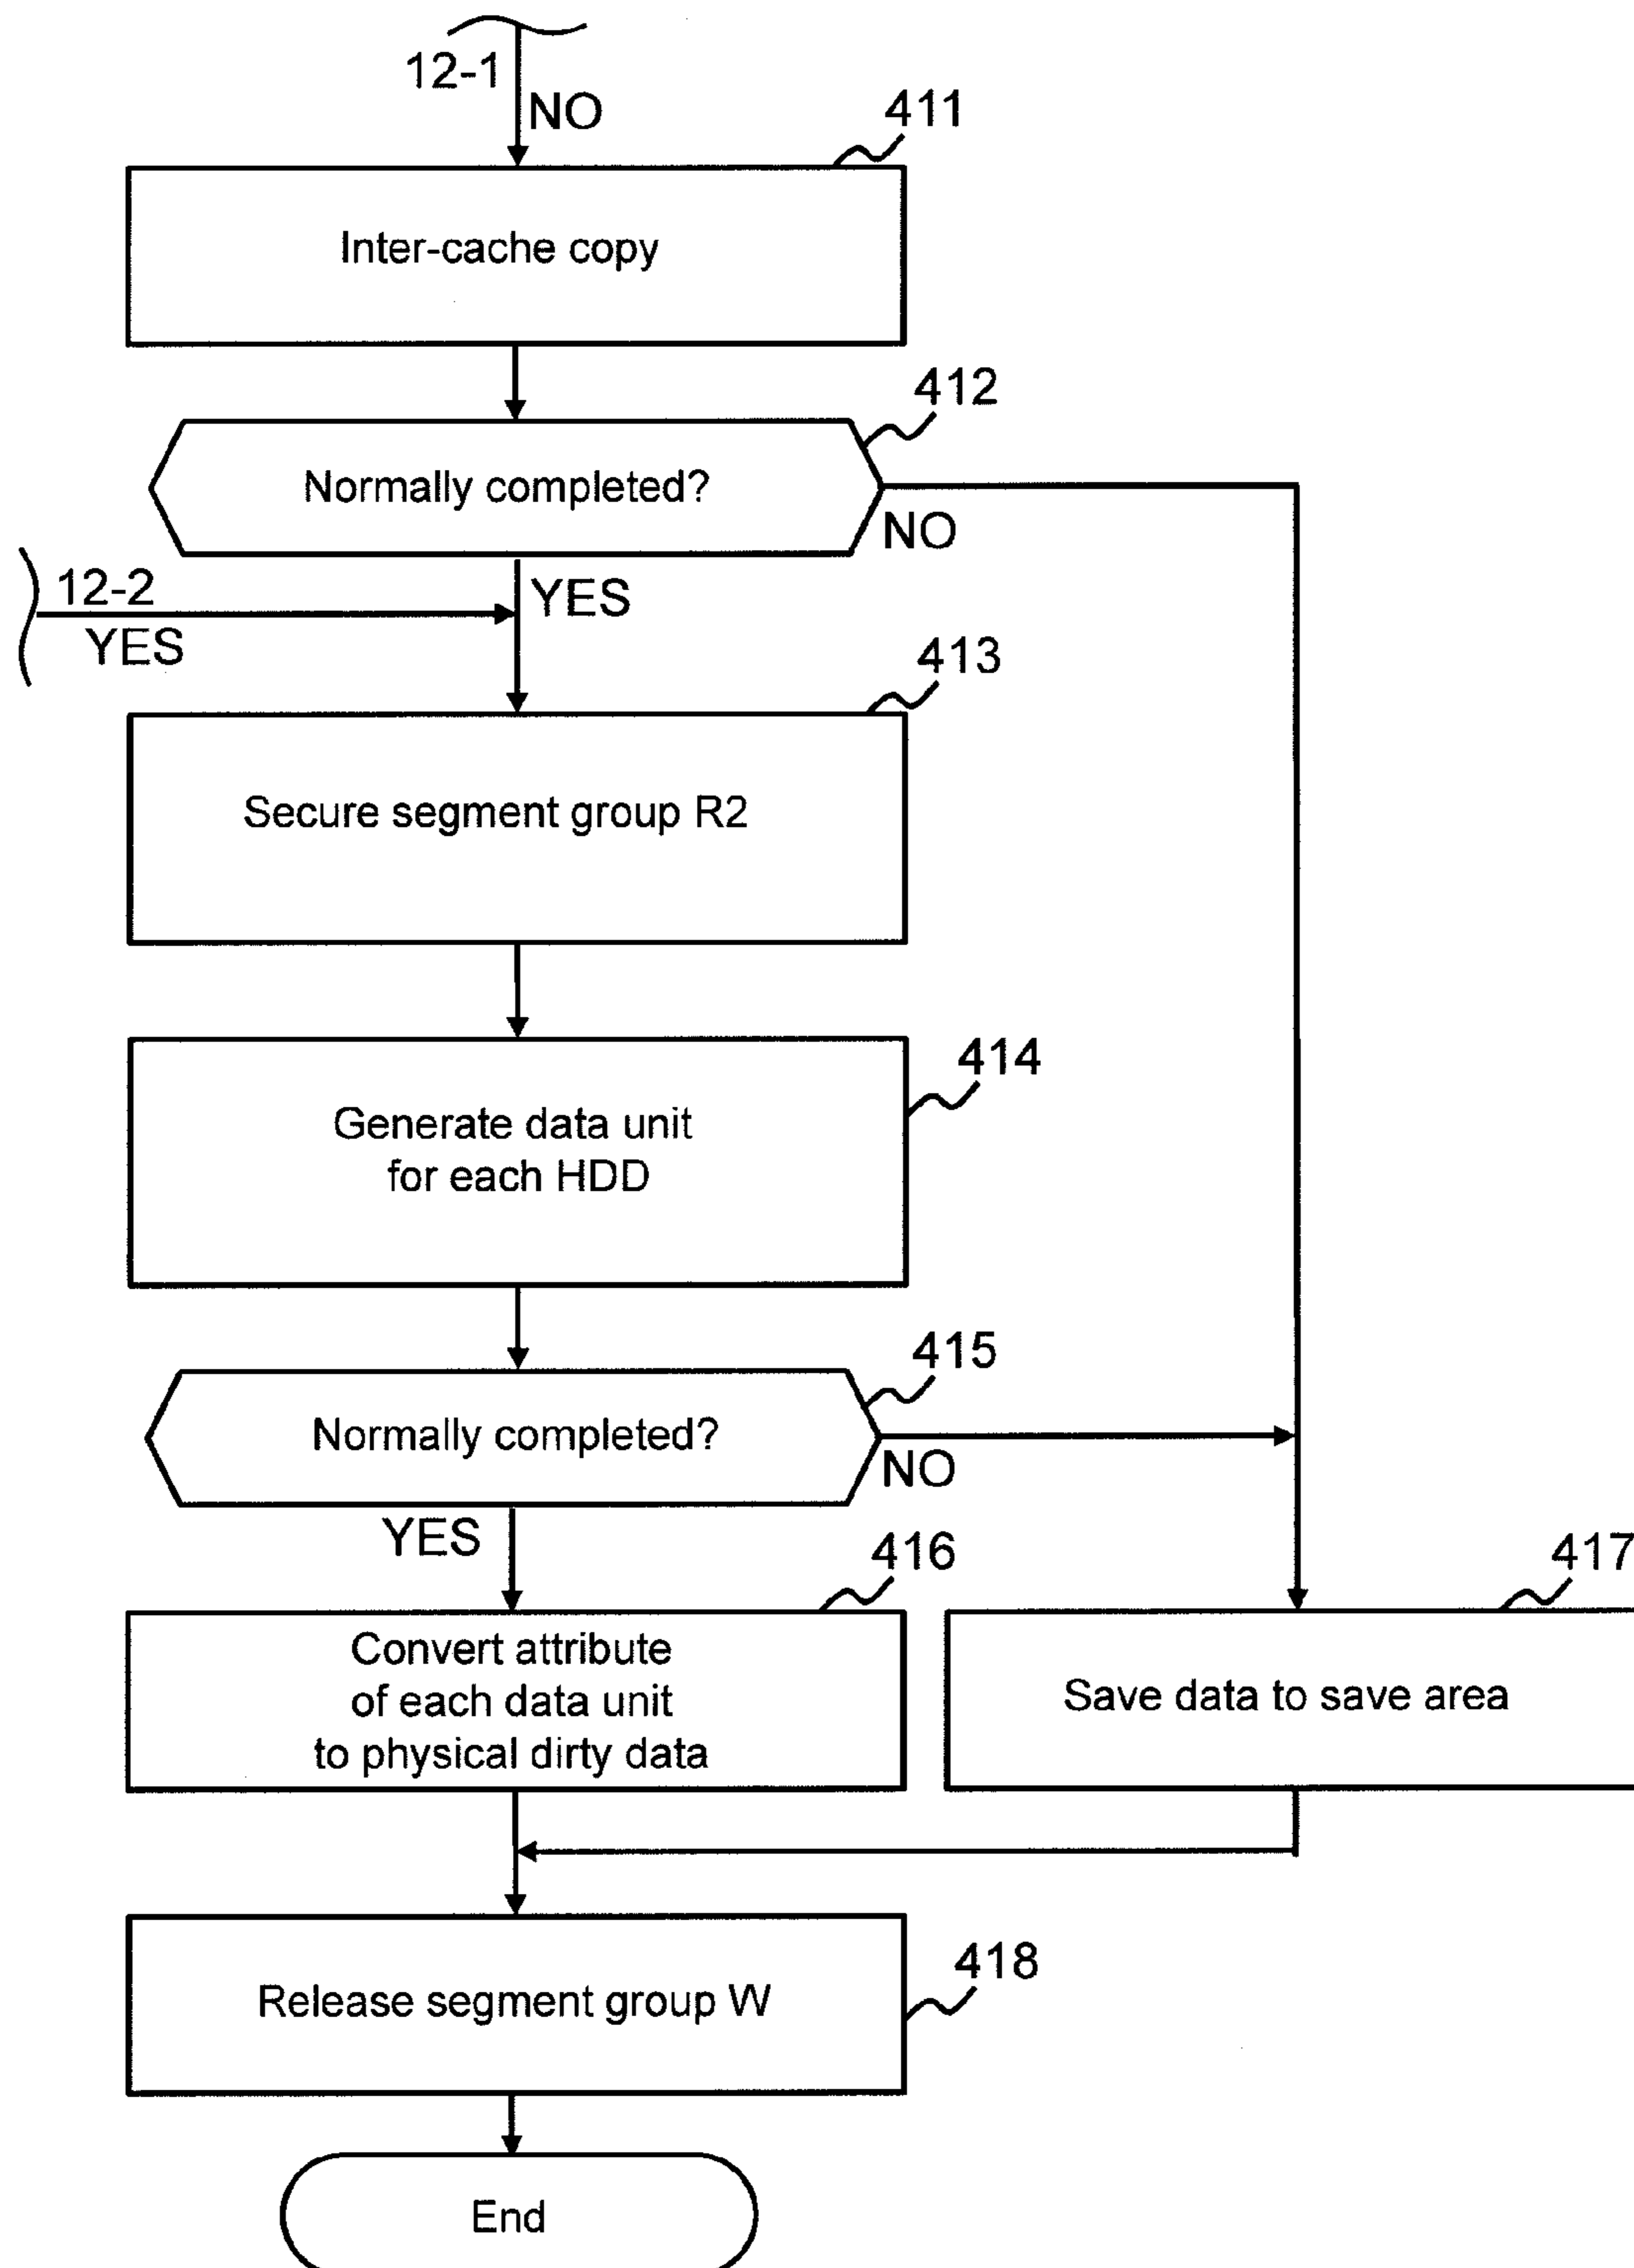 12-1
NO
411
Inter-cache copy
412
Normally completed?
NO
12-2
YES
YES
413
Secure segment group R2
414
Generate data unit
for each HDD
415
Normally completed?
NO
YES
416
417
Convert attribute
of each data unit
to physical dirty data
Save data to save area
418
Release segment group W
End